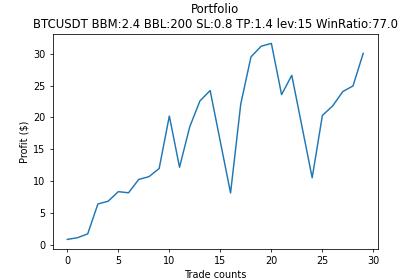 Portfolio
BTCUSDT BBM:2.4 BBL:200 SL:0.8 TP:1.4 lev:15 WinRatio:77.0
Profit ($)
30
25
20
15
10
5
0
0 5 10 15 20 25 30
Trade counts